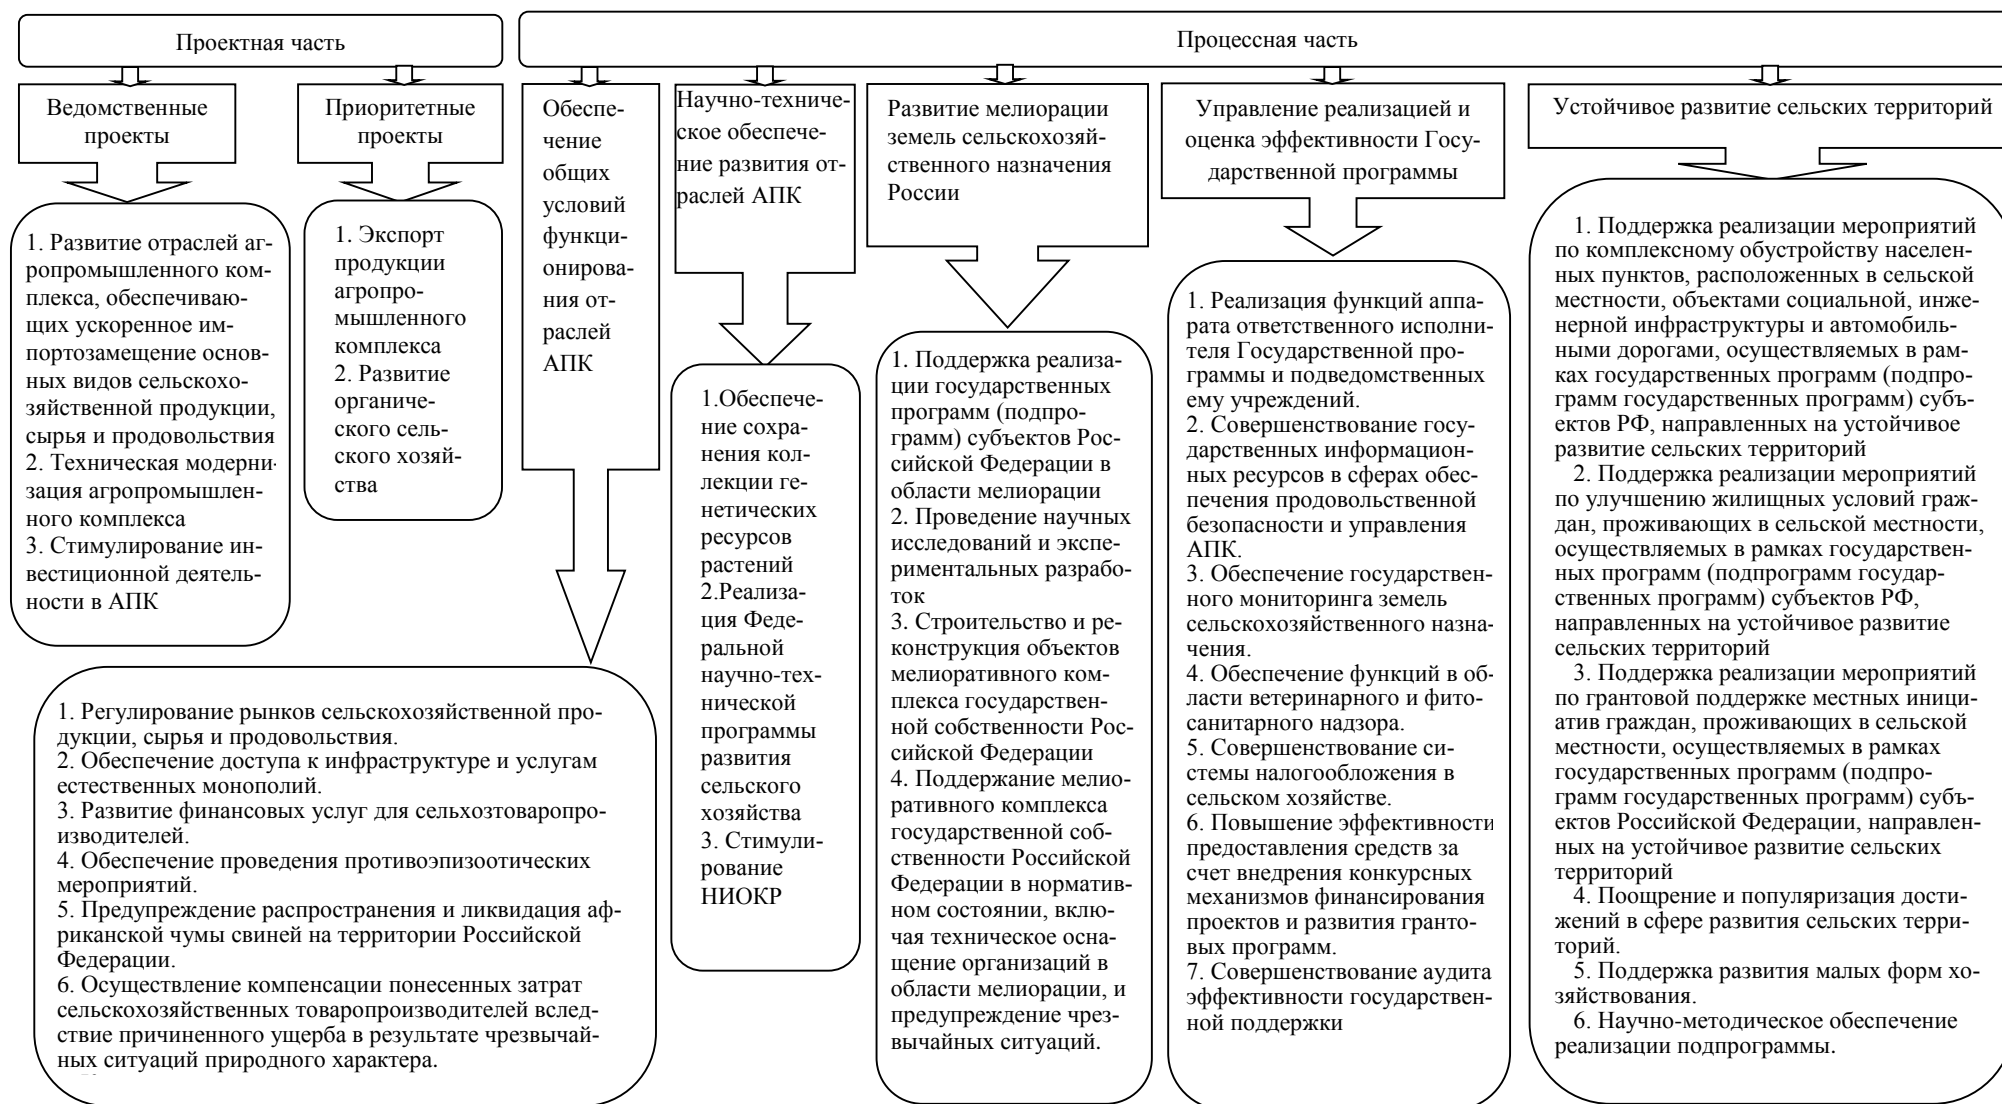 Проектная часть
Процессная часть
Ведомственные
проекты
Приоритетные
проекты
Обеспе-
чение
общих
условий
функци-
онирова-
ния от-
раслей
АПК
Научно-техниче-
ское обеспече-
ние развития от-
раслей АПК
Развитие мелиорации
земель сельскохозяй-
ственного назначения
России
Управление реализацией и
оценка эффективности Госу-
дарственной программы
Устойчивое развитие сельских территорий
1. Развитие отраслей аг-
ропромышленного ком-
плекса, обеспечиваю-
щих ускоренное им-
портозамещение основ-
ных видов сельскохо-
зяйственной продукции,
сырья и продовольствия
2. Техническая модерни-
зация агропромышлен-
ного комплекса
3. Стимулирование ин-
вестиционной деятель-
ности в АПК
1. Экспорт
продукции
агропро-
мышленного
комплекса
2. Развитие
органиче-
ского сель-
ского хозяй-
ства
1. Регулирование рынков сельскохозяйственной про-
дукции, сырья и продовольствия.
2. Обеспечение доступа к инфраструктуре и услугам
естественных монополий.
3. Развитие финансовых услуг для сельхозтоваропро-
изводителей.
4. Обеспечение проведения противоэпизоотических
мероприятий.
5. Предупреждение распространения и ликвидация аф-
риканской чумы свиней на территории Российской
Федерации.
6. Осуществление компенсации понесенных затрат
сельскохозяйственных товаропроизводителей вслед-
ствие причиненного ущерба в результате чрезвычай-
ных ситуаций природного характера.
1.Обеспече-
ние сохра-
нения кол-
лекции ге-
нетических
ресурсов
растений
2.Реализа-
ция Феде-
ральной
научно-тех-
нической
программы
развития
сельского
хозяйства
3. Стимули-
рование
НИОКР
1. Поддержка реализа-
ции государственных
программ (подпро-
грамм) субъектов Рос-
сийской Федерации в
области мелиорации
2. Проведение научных
исследований и экспе-
риментальных разрабо-
ток
3. Строительство и ре-
конструкция объектов
мелиоративного ком-
плекса государствен-
ной собственности Рос-
сийской Федерации
4. Поддержание мелио-
ративного комплекса
государственной соб-
ственности Российской
Федерации в норматив-
ном состоянии, вклю-
чая техническое осна-
щение организаций в
области мелиорации, и
предупреждение чрез-
вычайных ситуаций.
1. Реализация функций аппа-
рата ответственного исполни-
теля Государственной про-
граммы и подведомственных
ему учреждений.
2. Совершенствование госу-
дарственных информацион-
ных ресурсов в сферах обес-
печения продовольственной
безопасности и управления
АПК.
3. Обеспечение государствен-
ного мониторинга земель
сельскохозяйственного назна-
чения.
4. Обеспечение функций в об-
ласти ветеринарного и фито-
санитарного надзора.
5. Совершенствование си-
стемы налогообложения в
сельском хозяйстве.
6. Повышение эффективности
предоставления средств за
счет внедрения конкурсных
механизмов финансирования
проектов и развития гранто-
вых программ.
7. Совершенствование аудита
эффективности государствен-
ной поддержки
1. Поддержка реализации мероприятий
по комплексному обустройству населен-
ных пунктов, расположенных в сельской
местности, объектами социальной, инже-
нерной инфраструктуры и автомобиль-
ными дорогами, осуществляемых в рам-
ках государственных программ (подпро-
грамм государственных программ) субъ-
ектов РФ, направленных на устойчивое
развитие сельских территорий
2. Поддержка реализации мероприятий
по улучшению жилищных условий граж-
дан, проживающих в сельской местности,
осуществляемых в рамках государствен-
ных программ (подпрограмм государ-
ственных программ) субъектов РФ,
направленных на устойчивое развитие
сельских территорий
3. Поддержка реализации мероприятий
по грантовой поддержке местных иници-
атив граждан, проживающих в сельской
местности, осуществляемых в рамках
государственных программ (подпро-
грамм государственных программ) субъ-
ектов Российской Федерации, направлен-
ных на устойчивое развитие сельских
территорий
4. Поощрение и популяризация дости-
жений в сфере развития сельских терри-
торий.
5. Поддержка развития малых форм хо-
зяйствования.
6. Научно-методическое обеспечение
реализации подпрограммы.